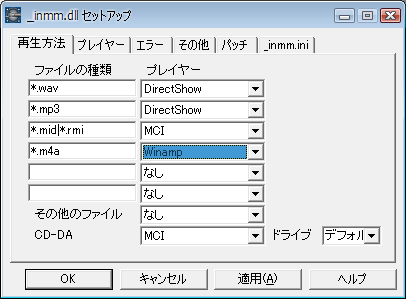 _inmm.dll セットアップ
再生方法 プレイヤー エラー その他 パッチ _inmm.ini
ファイルの種類 プレイヤー
*.wav DirectShow
*.mp3 DirectShow
*.mid|*.rmi MCI
*.m4a Winamp
なし
なし
その他のファイル なし
CD-DA MCI ドライブ デフォル
OK キャンセル 適用(A) ヘルプ